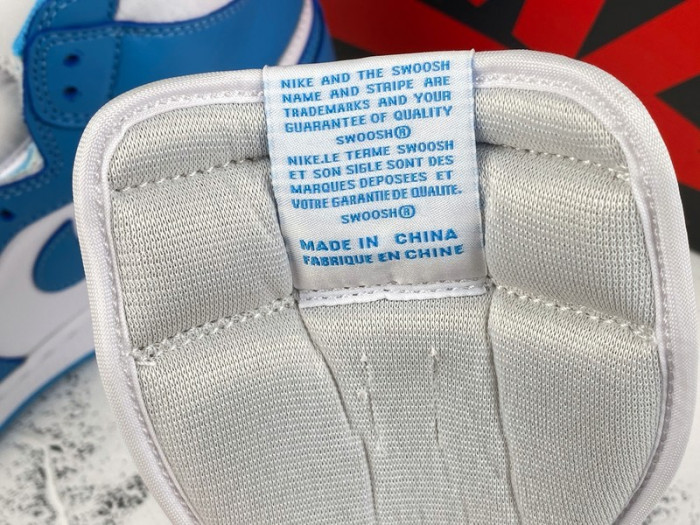 NIKE AND THE SWOOSH
NAME AND STRIPE ARE
TRADEMARKS AND YOUR
GUARANTEE OF QUALITY
SWOOSH®
NIKE.LE TERME SWOOSH
ET SON SIGLE SONT DES
MARQUES DEPOSEES ET
VOTRE GARANTIE DE QUALITE.
SWOOSH®
MADE IN CHINA
FABRIQUE EN CHINE